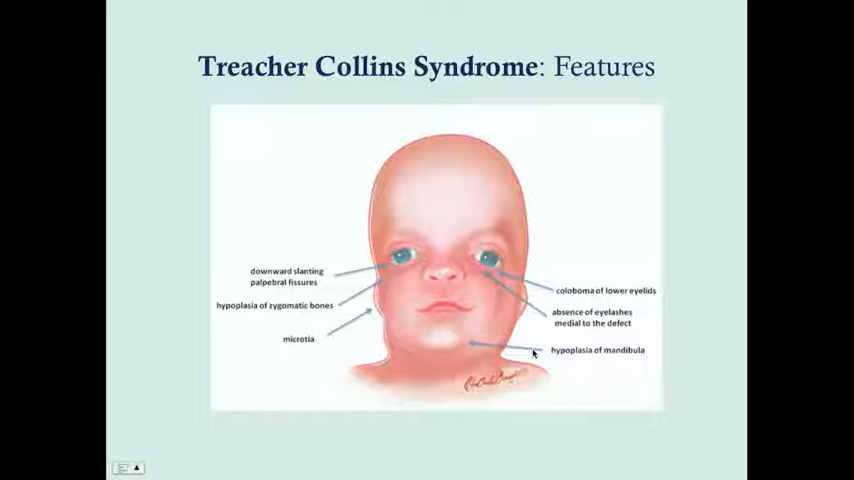 Treacher Collins Syndrome: Features
downward slanting
palpebral fissures
hypoplasia of zygomatic bones
microtia
coloboma of lower eyelids
absence of eyelashes
medial to the defect
hypoplasia of mandibula